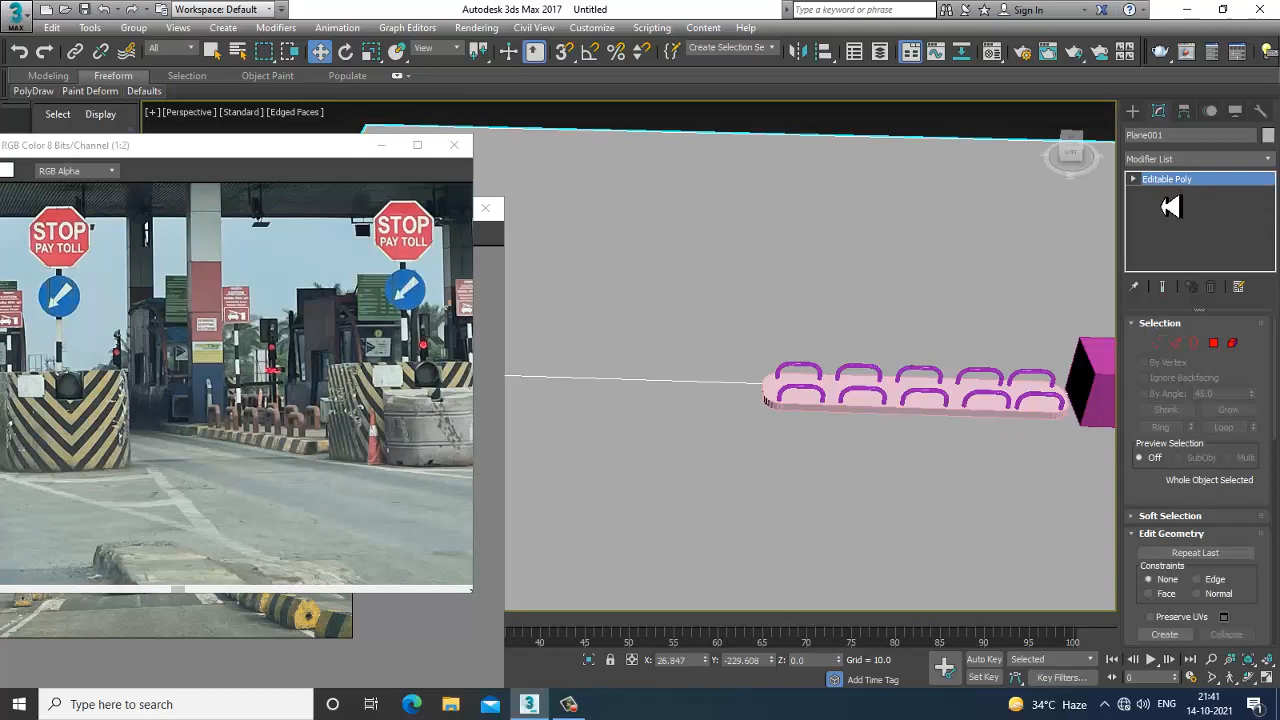 MAX
Workspace: Default
Autodesk 3ds Max 2017    Untitled
Type a keyword or phrase
Sign In
Edit Tools Group Views Create Modifiers Animation Graph Editors Rendering Civil View Customize Scripting Content Help
All
View
Create Selection Se
Modeling Freeform Selection Object Paint Populate
PolyDraw Paint Deform Defaults
Select Display
[+] [Perspective] [Standard] [Edged Faces]
Plane001
RGB Color 8 Bits/Channel (1:2)
Modifier List
RGB Alpha
Editable Poly
STOP
PAY TOLL
STOP
PAY TOLL
Selection
By Vertex
Ignore Backfacing
By Angle: 45.0
Shrink Grow
Ring Loop
Preview Selection
Off SubObj Multi
Whole Object Selected
Soft Selection
Edit Geometry
Repeat Last
Constraints
None Edge
Face Normal
Preserve UVs
Create Collapse
40 45 50 55 60 65 70 75 80 85 90 95 100
X: 26.847 Y: -229.608 Z: 0.0 Grid = 10.0
Auto Key Selected
Add Time Tag
Set Key Key Filters... 0
Type here to search
34°C Haze
ENG
21:41
14-10-2021
1